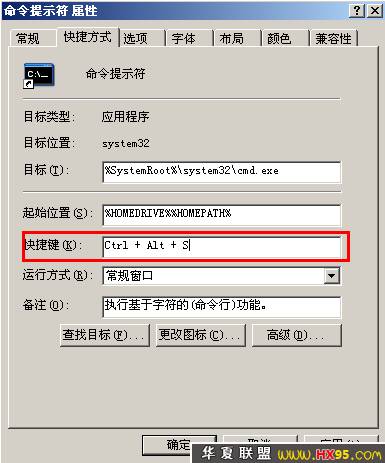 命令提示符 属性
常规 快捷方式 选项 字体 布局 颜色 兼容性
C:\_
命令提示符
目标类型: 应用程序
目标位置: system32
目标(T): %SystemRoot%\system32\cmd.exe
起始位置(S): %HOMEDRIVE%%HOMEPATH%
快捷键(K): Ctrl + Alt + S
运行方式(R): 常规窗口
备注(O): 执行基于字符的(命令行)功能。
查找目标(F)... 更改图标(C)... 高级(D)...
确定
华夏联盟 www.HX95.com